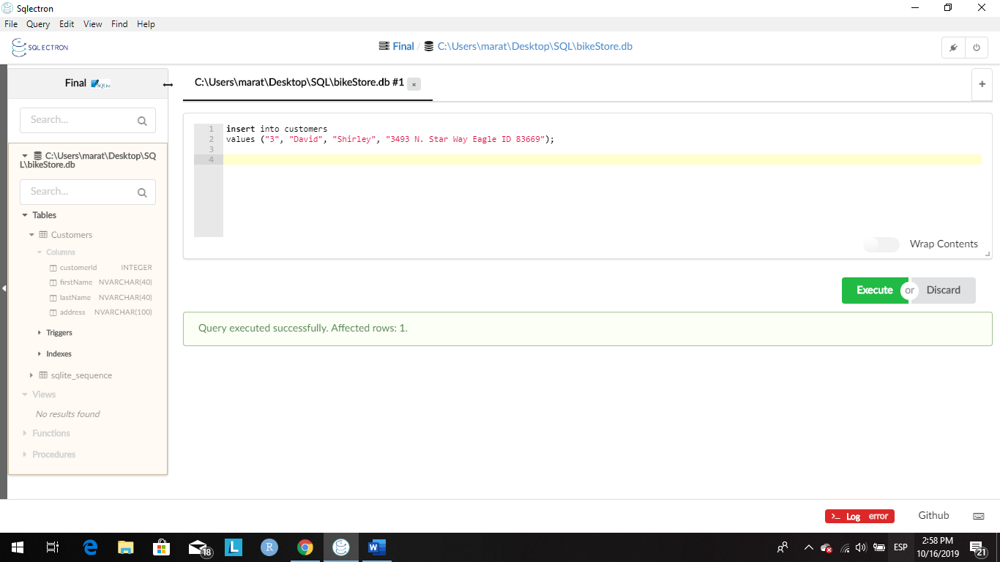 Sqlectron
File Query Edit View Find Help
SQLECTRON
Final / C:\Users\marat\Desktop\SQL\bikeStore.db
Final SQLite
C:\Users\marat\Desktop\SQL\bikeStore.db #1 ×
+
Search...
C:\Users\marat\Desktop\SQ
L\bikeStore.db
Search...
Tables
Customers
Columns
customerId INTEGER
firstName NVARCHAR(40)
lastName NVARCHAR(40)
address NVARCHAR(100)
Triggers
Indexes
sqlite_sequence
Views
No results found
Functions
Procedures
1 insert into customers
2 values ("3", "David", "Shirley", "3493 N. Star Way Eagle ID 83669");
3
4
Wrap Contents
Execute or Discard
Query executed successfully. Affected rows: 1.
>_ Log error Github
18 L R W ESP 2:58 PM
10/16/2019 21